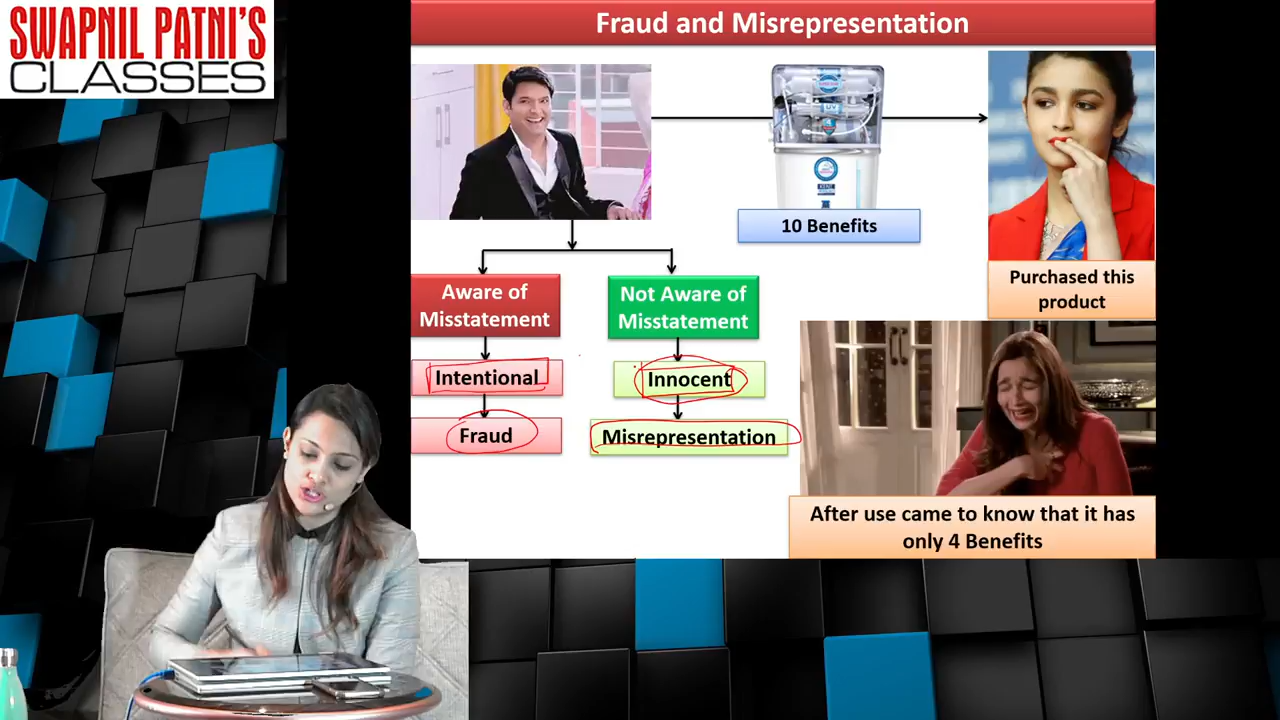 SWAPNIL PATNI'S
CLASSES
Fraud and Misrepresentation
10 Benefits
Purchased this
product
Aware of
Misstatement
Not Aware of
Misstatement
Intentional
Innocent
Fraud
Misrepresentation
After use came to know that it has
only 4 Benefits